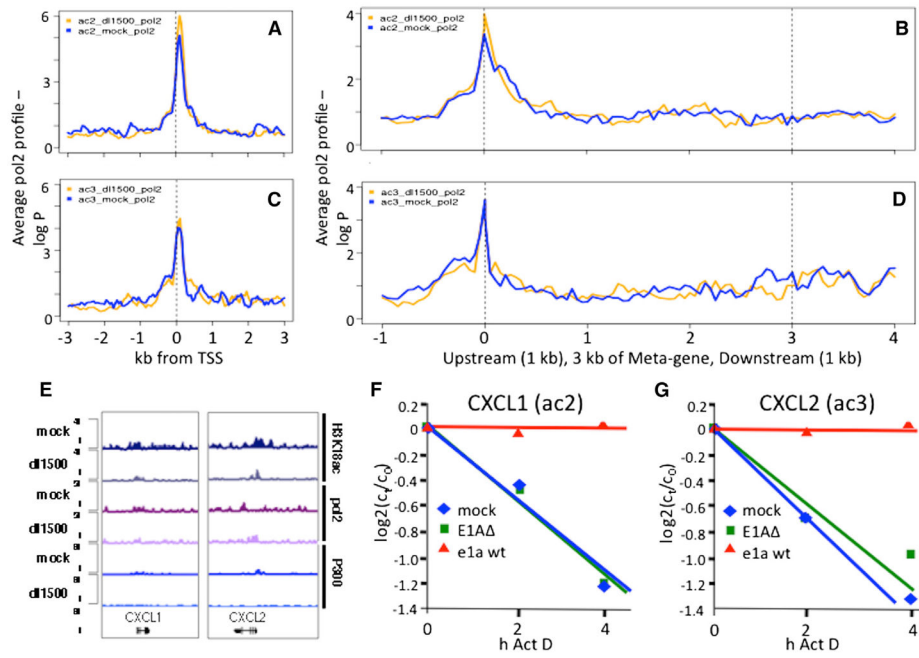 6
4
2
0
ac2_dl1500_pol2
ac2_mock_pol2
A
4
2
0
ac2_dl1500_pol2
ac2_mock_pol2
B
6
4
2
0
ac3_dl1500_pol2
ac3_mock_pol2
C
4
2
0
ac3_dl1500_pol2
ac3_mock_pol2
D
Average pol2 profile –
log P
Average pol2 profile –
log P
-3 -2 -1 0 1 2 3
kb from TSS
-1 0 1 2 3 4
Upstream (1 kb), 3 kb of Meta-gene, Downstream (1 kb)
E
mock
dl1500
mock
dl1500
mock
dl1500
H3K18ac
pol2
P300
CXCL1
CXCL2
F
CXCL1 (ac2)
0.2
0
-0.2
-0.4
-0.6
-0.8
-1.0
-1.2
-1.4
log2(ct/c0)
mock
E1AΔ
e1a wt
0 2 4
h Act D
G
CXCL2 (ac3)
0.2
0
-0.2
-0.4
-0.6
-0.8
-1.0
-1.2
-1.4
log2(ct/c0)
mock
E1AΔ
e1a wt
0 2 4
h Act D